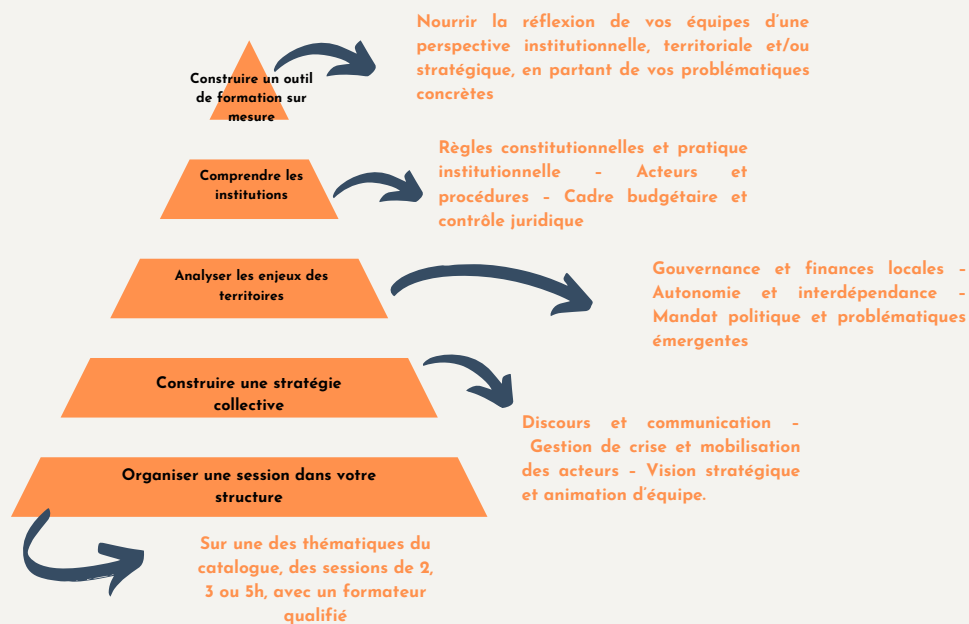 Construire un outil
de formation sur
mesure
Nourrir la réflexion de vos équipes d'une
perspective institutionnelle, territoriale et/ou
stratégique, en partant de vos problématiques
concrètes
Comprendre les
institutions
Règles constitutionnelles et pratique
institutionnelle – Acteurs et
procédures – Cadre budgétaire et
contrôle juridique
Analyser les enjeux des
territoires
Gouvernance et finances locales –
Autonomie et interdépendance –
Mandat politique et problématiques
émergentes
Construire une stratégie
collective
Discours et communication –
Gestion de crise et mobilisation
des acteurs – Vision stratégique
et animation d'équipe.
Organiser une session dans votre
structure
Sur une des thématiques du
catalogue, des sessions de 2,
3 ou 5h, avec un formateur
qualifié